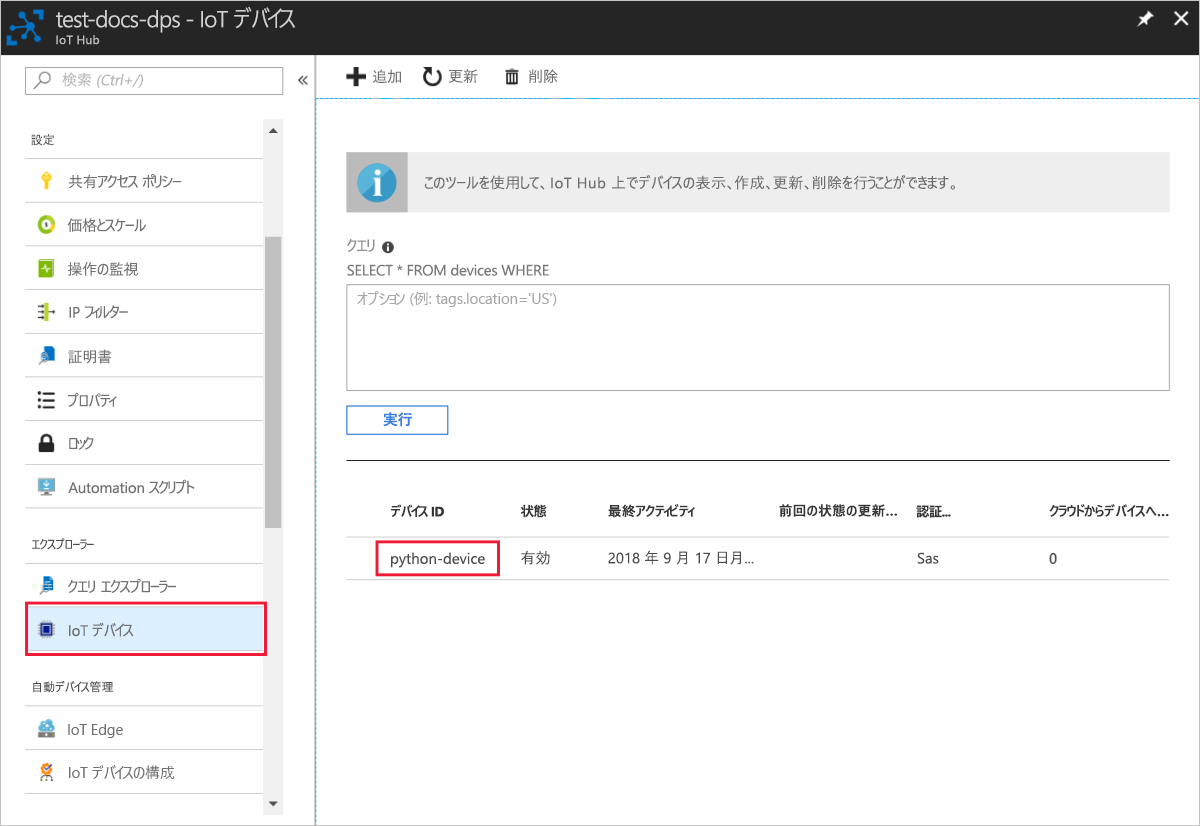 test-docs-dps - IoT デバイス
IoT Hub
検索 (Ctrl+/)
«
追加 更新 削除
設定
共有アクセス ポリシー
価格とスケール
操作の監視
IP フィルター
証明書
プロパティ
ロック
Automation スクリプト
エクスプローラー
クエリ エクスプローラー
IoT デバイス
自動デバイス管理
IoT Edge
IoT デバイスの構成
このツールを使用して、IoT Hub 上でデバイスの表示、作成、更新、削除を行うことができます。
クエリ
SELECT * FROM devices WHERE
オプション (例: tags.location='US')
実行
デバイス ID 状態 最終アクティビティ 前回の状態の更新... 認証... クラウドからデバイスへ...
python-device 有効 2018 年 9 月 17 日月... Sas 0